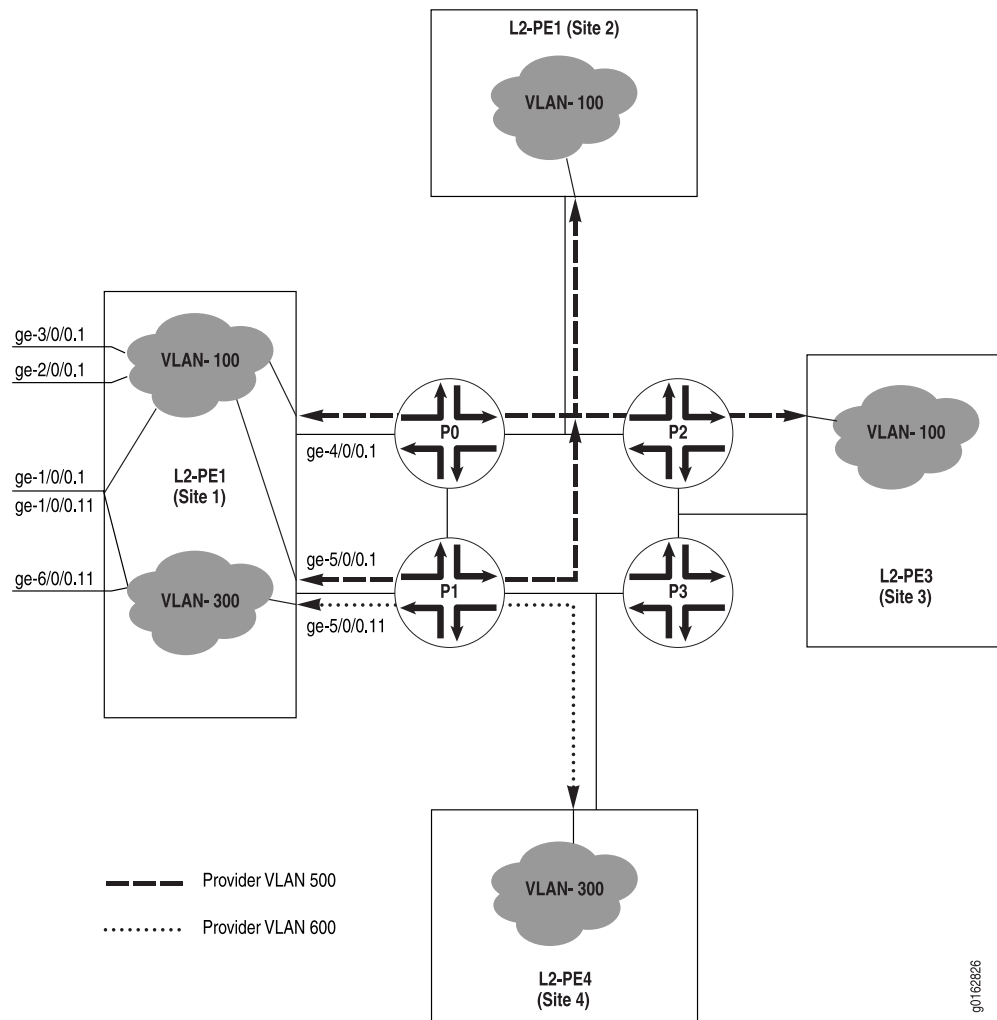 L2-PE1 (Site 2)
VLAN- 100
ge-3/0/0.1
ge-2/0/0.1
VLAN- 100
ge-1/0/0.1
ge-1/0/0.11
L2-PE1
(Site 1)
ge-6/0/0.11
VLAN- 300
ge-4/0/0.1
ge-5/0/0.1
ge-5/0/0.11
P0
P2
P1
P3
VLAN- 100
L2-PE3
(Site 3)
Provider VLAN 500
Provider VLAN 600
VLAN- 300
L2-PE4
(Site 4)
g0162826